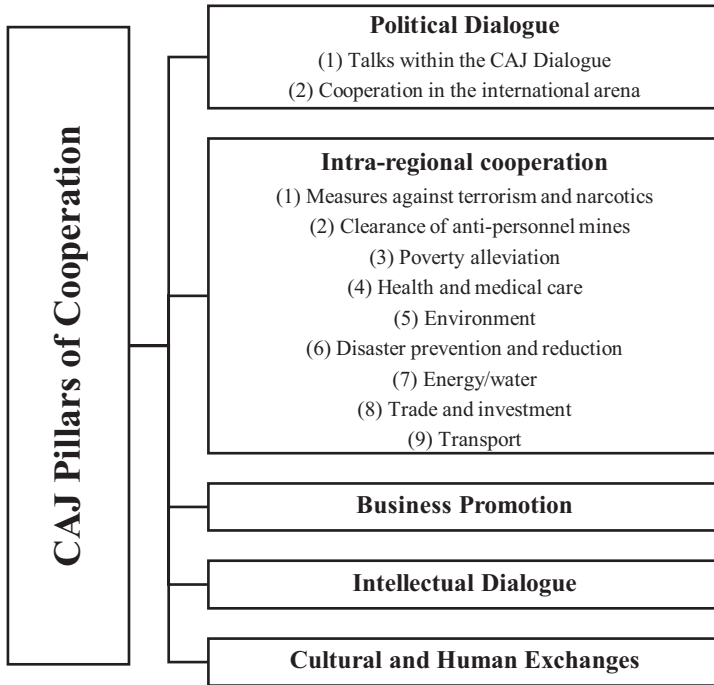 CAJ Pillars of Cooperation
Political Dialogue
(1) Talks within the CAJ Dialogue
(2) Cooperation in the international arena
Intra-regional cooperation
(1) Measures against terrorism and narcotics
(2) Clearance of anti-personnel mines
(3) Poverty alleviation
(4) Health and medical care
(5) Environment
(6) Disaster prevention and reduction
(7) Energy/water
(8) Trade and investment
(9) Transport
Business Promotion
Intellectual Dialogue
Cultural and Human Exchanges